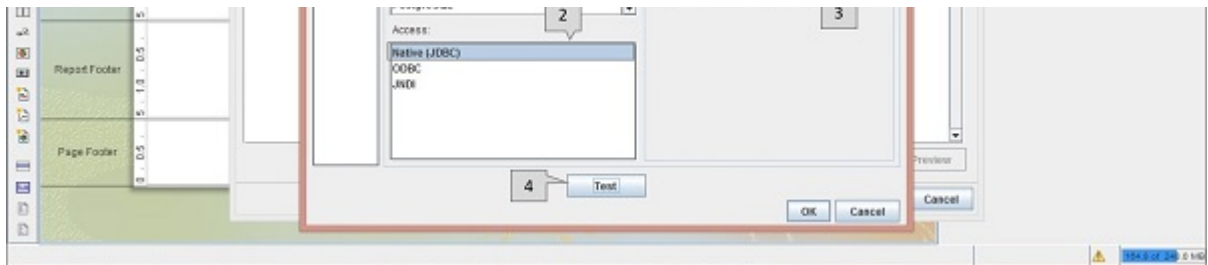 2
3
Access:
Native (JDBC)
ODBC
JNDI
Report Footer
Page Footer
Preview
4
Test
OK
Cancel
Cancel